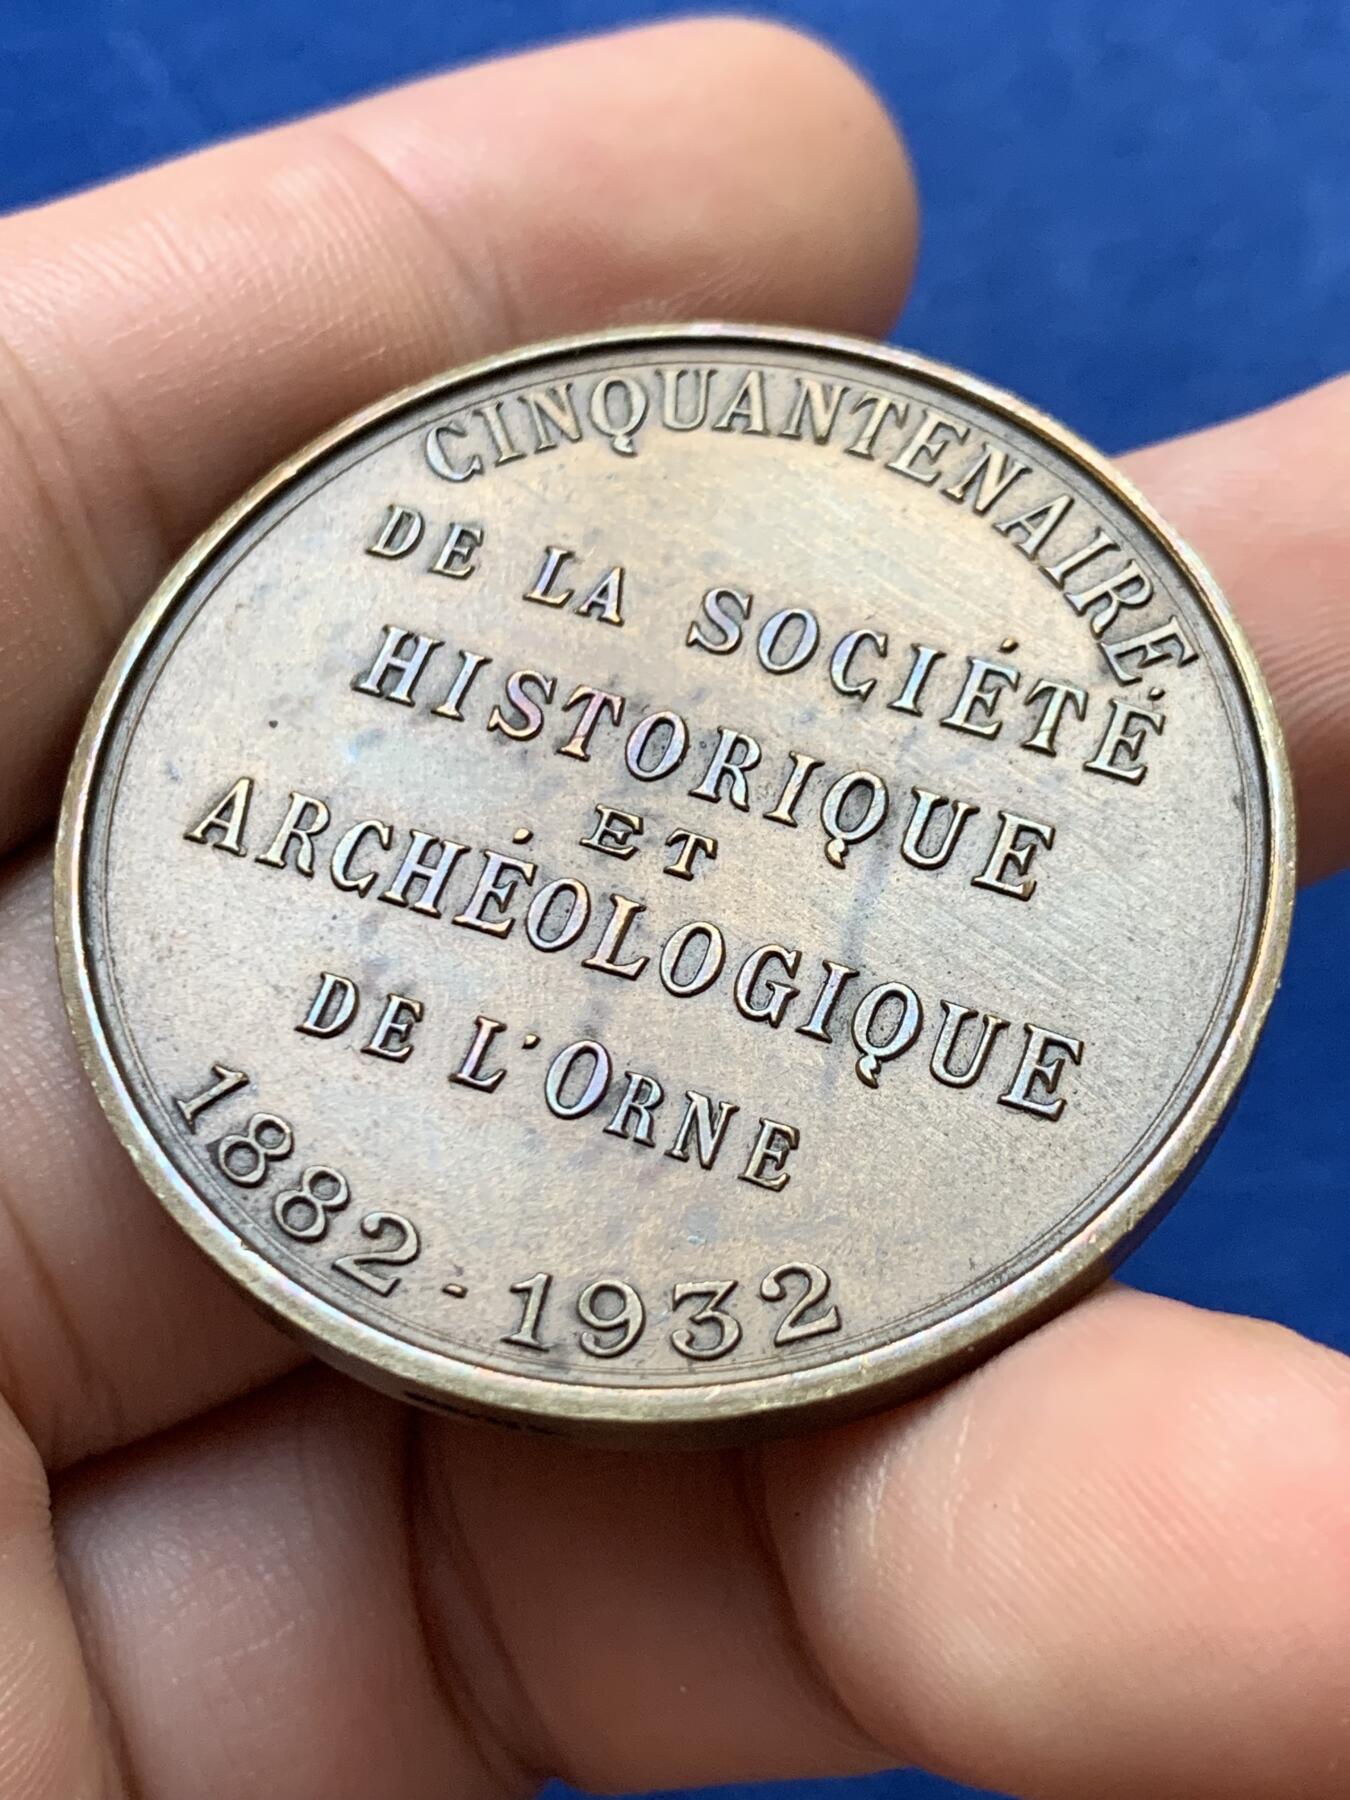 CINQUANTENAIRE
DE LA SOCIÉTÉ
HISTORIQUE
ET
ARCHÉOLOGIQUE
DE L'ORNE
1882-1932